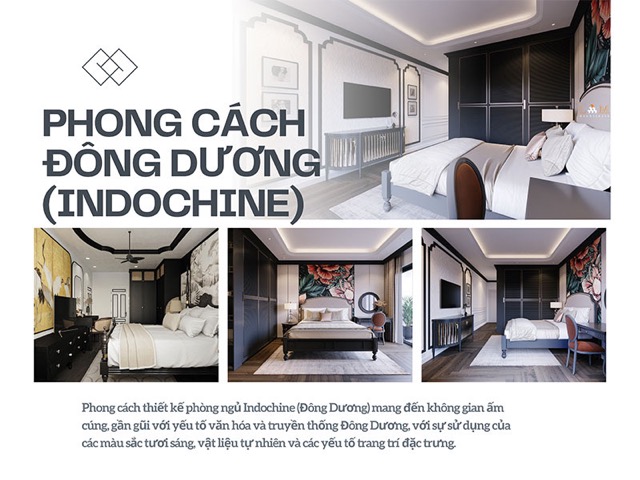 PHONG CÁCH
ĐÔNG DƯƠNG
(INDOCHINE)
Phong cách thiết kế phòng ngủ Indochine (Đông Dương) mang đến không gian ấm
cúng, gần gũi với yếu tố văn hóa và truyền thống Đông Dương, với sự sử dụng của
các màu sắc tươi sáng, vật liệu tự nhiên và các yếu tố trang trí đặc trưng.